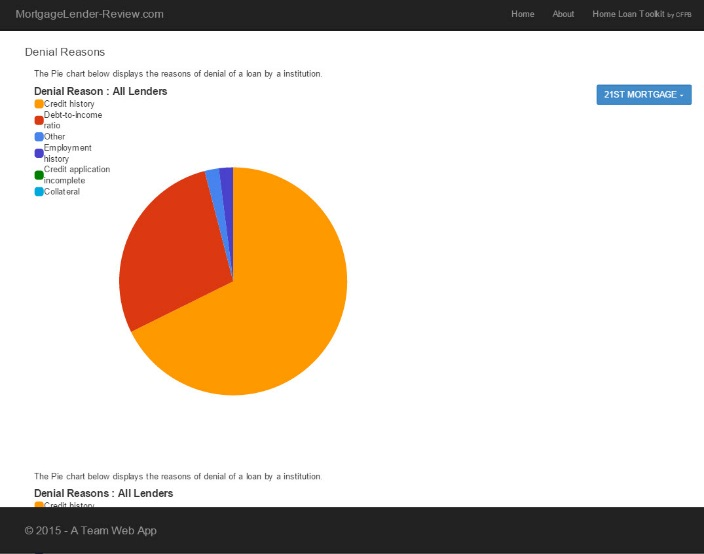 MortgageLender-Review.com
Home About Home Loan Toolkit by CFPB
Denial Reasons
The Pie chart below displays the reasons of denial of a loan by a institution.
Denial Reason : All Lenders
21ST MORTGAGE -
Credit history
Debt-to-income
ratio
Other
Employment
history
Credit application
incomplete
Collateral
The Pie chart below displays the reasons of denial of a loan by a institution.
Denial Reasons : All Lenders
Credit history
© 2015 - A Team Web App